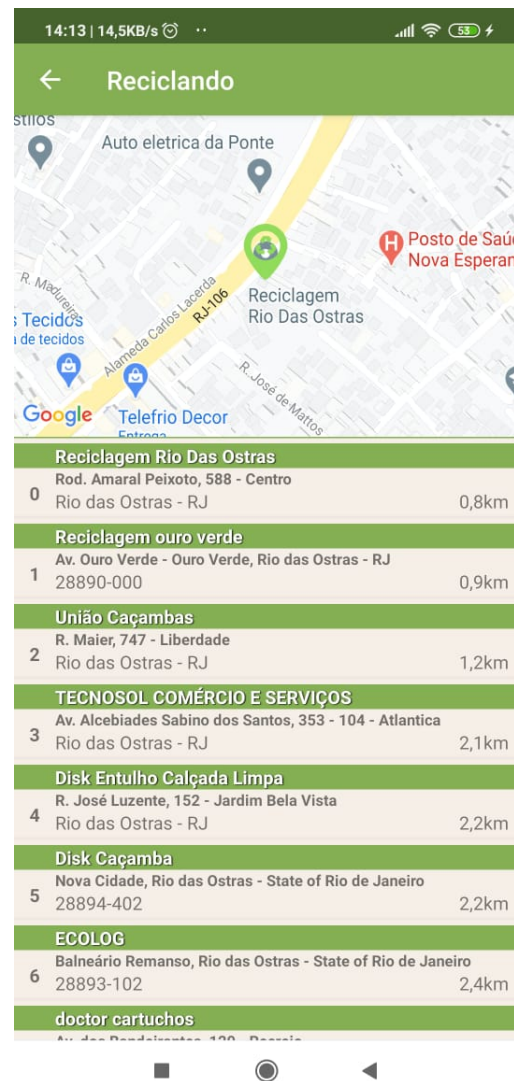 14:13 | 14,5KB/s
53
Reciclando
stilos
Auto eletrica da Ponte
Posto de Saú
Nova Esperan
R. Madureira
Reciclagem
Rio Das Ostras
RJ-106
Alameda Carlos Lacerda
s Tecidos
a de tecidos
R. José de Mattos
Google
Telefrio Decor
Entrega
Reciclagem Rio Das Ostras
Rod. Amaral Peixoto, 588 - Centro
0 Rio das Ostras - RJ 0,8km
Reciclagem ouro verde
Av. Ouro Verde - Ouro Verde, Rio das Ostras - RJ
1 28890-000 0,9km
União Caçambas
R. Maier, 747 - Liberdade
2 Rio das Ostras - RJ 1,2km
TECNOSOL COMÉRCIO E SERVIÇOS
Av. Alcebiades Sabino dos Santos, 353 - 104 - Atlantica
3 Rio das Ostras - RJ 2,1km
Disk Entulho Calçada Limpa
R. José Luzente, 152 - Jardim Bela Vista
4 Rio das Ostras - RJ 2,2km
Disk Caçamba
Nova Cidade, Rio das Ostras - State of Rio de Janeiro
5 28894-402 2,2km
ECOLOG
Balneário Remanso, Rio das Ostras - State of Rio de Janeiro
6 28893-102 2,4km
doctor cartuchos